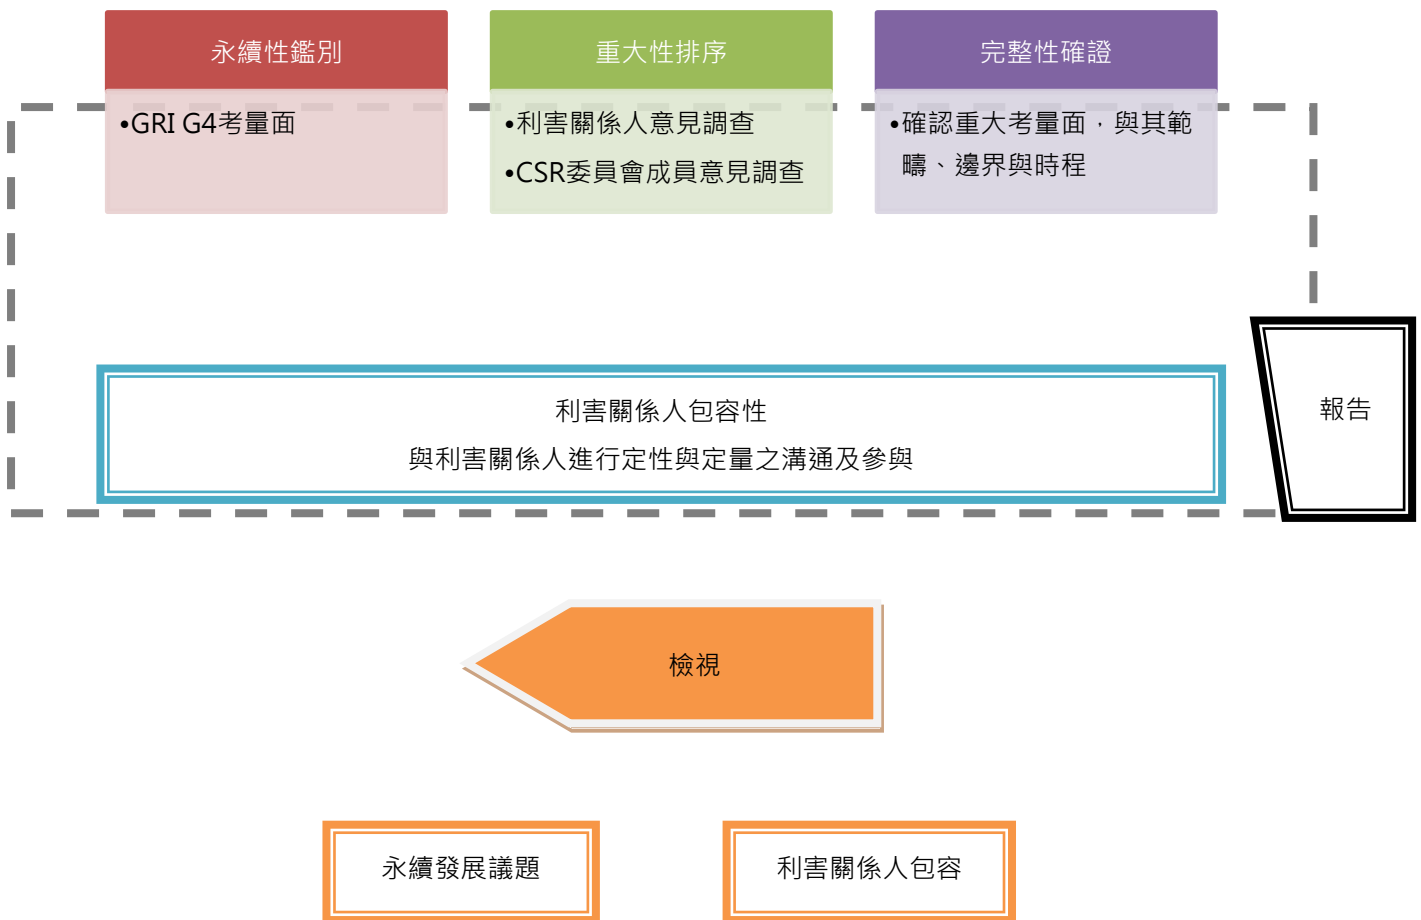 永續性鑑別
•GRI G4考量面
重大性排序
•利害關係人意見調查
•CSR委員會成員意見調查
完整性確證
•確認重大考量面，與其範
疇、邊界與時程
利害關係人包容性
與利害關係人進行定性與定量之溝通及參與
報告
檢視
永續發展議題
利害關係人包容